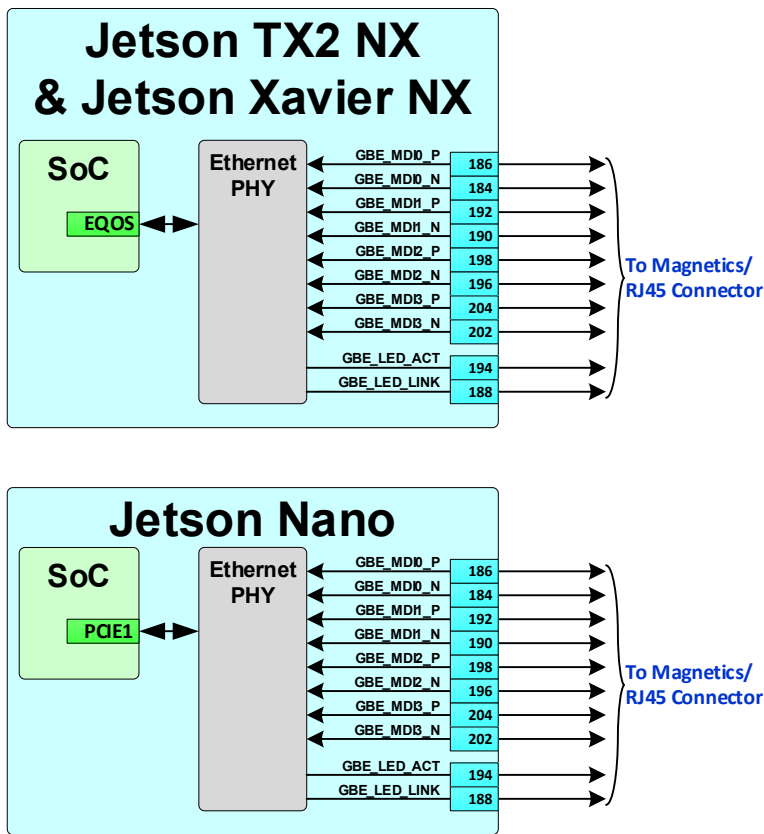 Jetson TX2 NX
& Jetson Xavier NX
SoC
EQOS
Ethernet
PHY
GBE_MDI0_P
186
GBE_MDI0_N
184
GBE_MDI1_P
192
GBE_MDI1_N
190
GBE_MDI2_P
198
GBE_MDI2_N
196
GBE_MDI3_P
204
GBE_MDI3_N
202
GBE_LED_ACT
194
GBE_LED_LINK
188
To Magnetics/
RJ45 Connector
Jetson Nano
SoC
PCIE1
Ethernet
PHY
GBE_MDI0_P
186
GBE_MDI0_N
184
GBE_MDI1_P
192
GBE_MDI1_N
190
GBE_MDI2_P
198
GBE_MDI2_N
196
GBE_MDI3_P
204
GBE_MDI3_N
202
GBE_LED_ACT
194
GBE_LED_LINK
188
To Magnetics/
RJ45 Connector